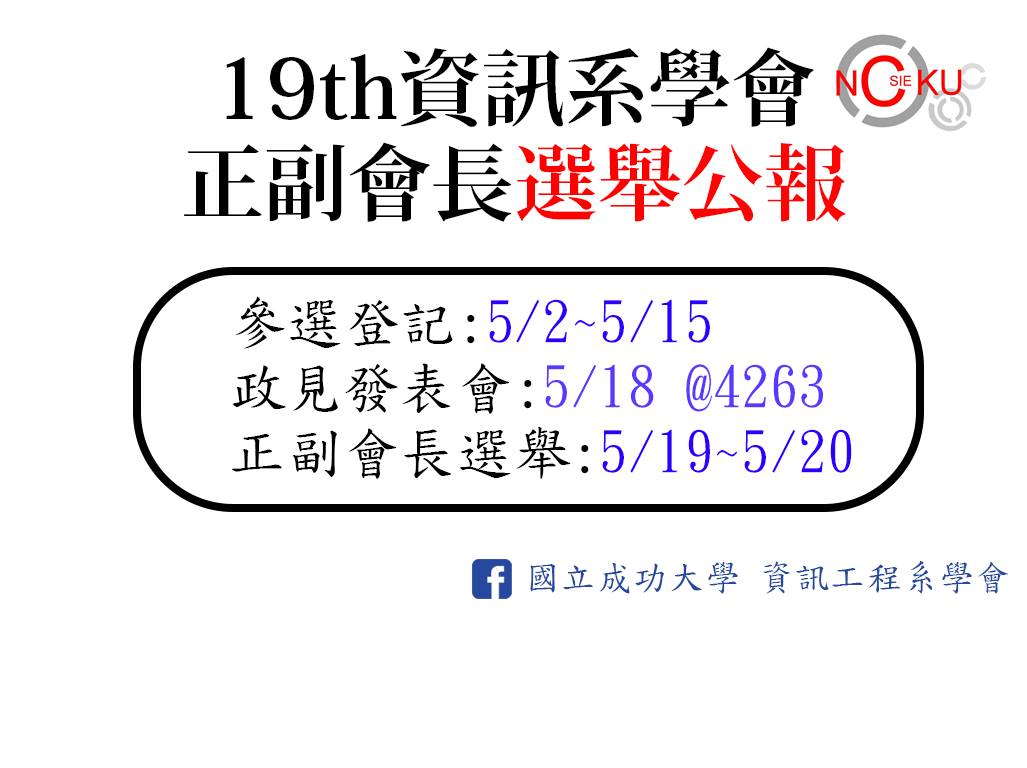 19th資訊系學會
NCSIEKU
正副會長選舉公報
參選登記:5/2~5/15
政見發表會:5/18 @4263
正副會長選舉:5/19~5/20
國立成功大學 資訊工程系學會